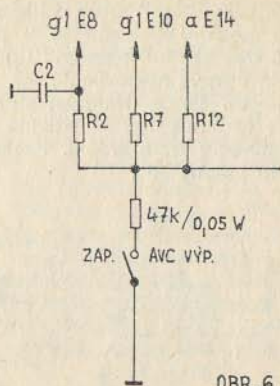 g1 E8 g1 E10 a E14
C2
R2 R7 R12
47k/0,05 W
ZAP. AVC VÝP.
OBR. 6